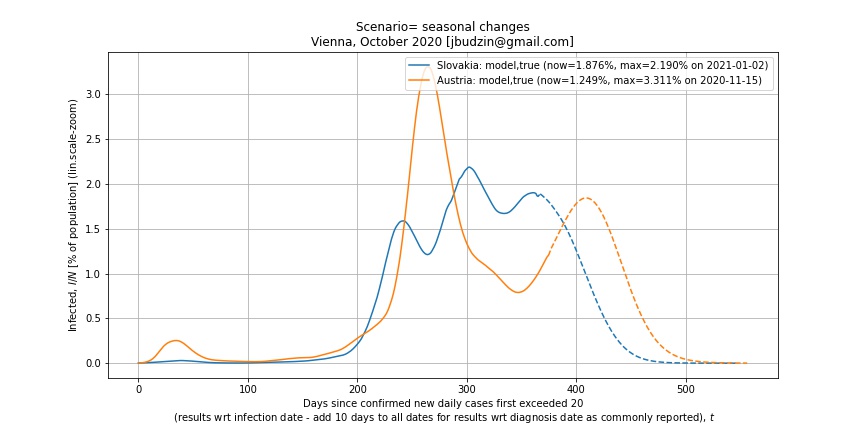 Scenario= seasonal changes
Vienna, October 2020 [jbudzin@gmail.com]
Slovakia: model,true (now=1.876%, max=2.190% on 2021-01-02)
Austria: model,true (now=1.249%, max=3.311% on 2020-11-15)
Infected, I/N [% of population] (lin.scale-zoom)
3.0
2.5
2.0
1.5
1.0
0.5
0.0
0 100 200 300 400 500
Days since confirmed new daily cases first exceeded 20
(results wrt infection date - add 10 days to all dates for results wrt diagnosis date as commonly reported), t